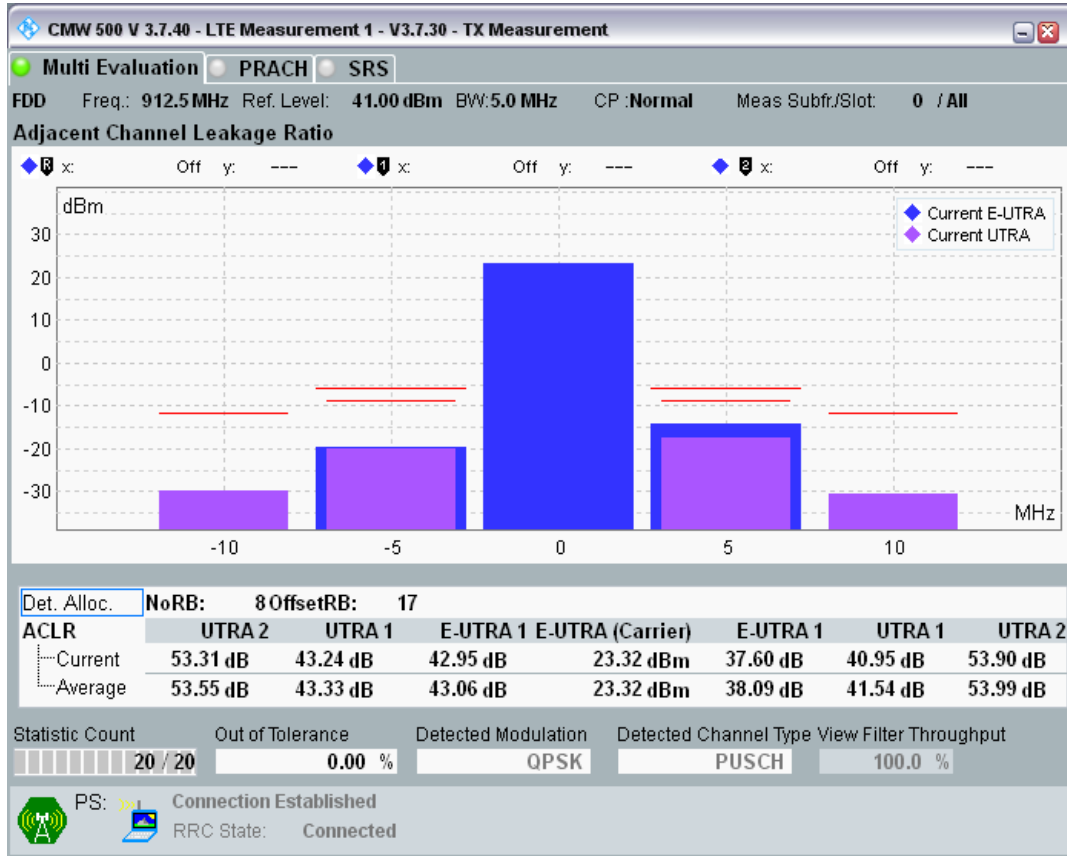 CMW 500 V 3.7.40 - LTE Measurement 1 - V3.7.30 - TX Measurement
Multi Evaluation PRACH SRS
FDD Freq.: 912.5 MHz Ref. Level: 41.00 dBm BW:5.0 MHz CP :Normal Meas Subfr./Slot: 0 / All
Adjacent Channel Leakage Ratio
R x: Off y: --- 1 x: Off y: --- 2 x: Off y: ---
dBm
Current E-UTRA
Current UTRA
30
20
10
0
-10
-20
-30
MHz
-10 -5 0 5 10
Det. Alloc. NoRB: 8 OffsetRB: 17
ACLR UTRA 2 UTRA 1 E-UTRA 1 E-UTRA (Carrier) E-UTRA 1 UTRA 1 UTRA 2
Current 53.31 dB 43.24 dB 42.95 dB 23.32 dBm 37.60 dB 40.95 dB 53.90 dB
Average 53.55 dB 43.33 dB 43.06 dB 23.32 dBm 38.09 dB 41.54 dB 53.99 dB
Statistic Count Out of Tolerance Detected Modulation Detected Channel Type View Filter Throughput
20 / 20 0.00 % QPSK PUSCH 100.0 %
PS: Connection Established
RRC State: Connected